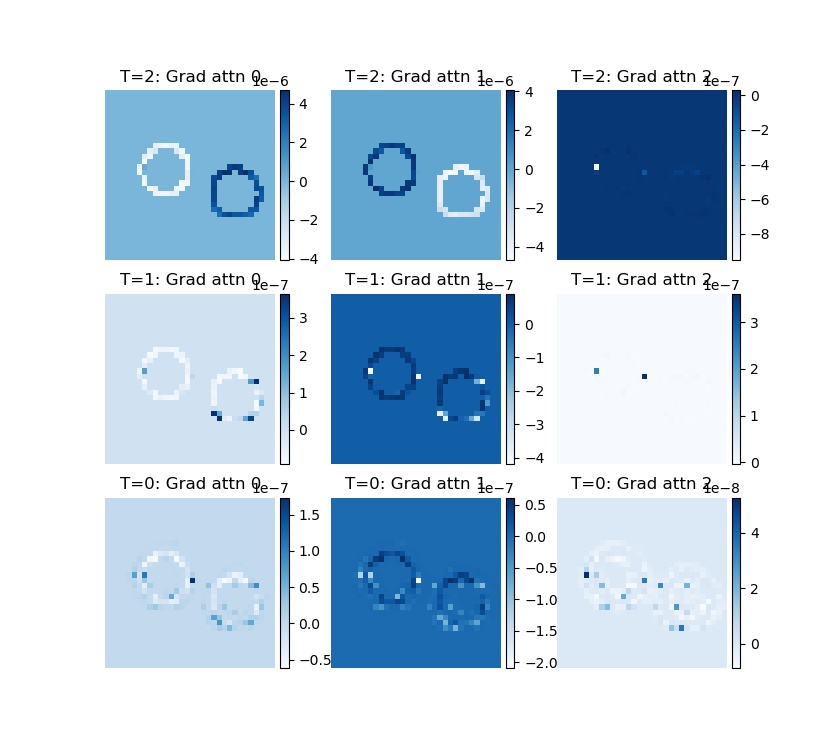 T=2: Grad attn 0
1e−6
4
2
0
−2
−4
T=2: Grad attn 1
1e−6
4
2
0
−2
−4
T=2: Grad attn 2
1e−7
0
−2
−4
−6
−8
T=1: Grad attn 0
1e−7
3
2
1
0
T=1: Grad attn 1
1e−7
0
−1
−2
−3
−4
T=1: Grad attn 2
1e−7
3
2
1
0
T=0: Grad attn 0
1e−7
1.5
1.0
0.5
0.0
−0.5
T=0: Grad attn 1
1e−7
0.5
0.0
−0.5
−1.0
−1.5
−2.0
T=0: Grad attn 2
1e−8
4
2
0